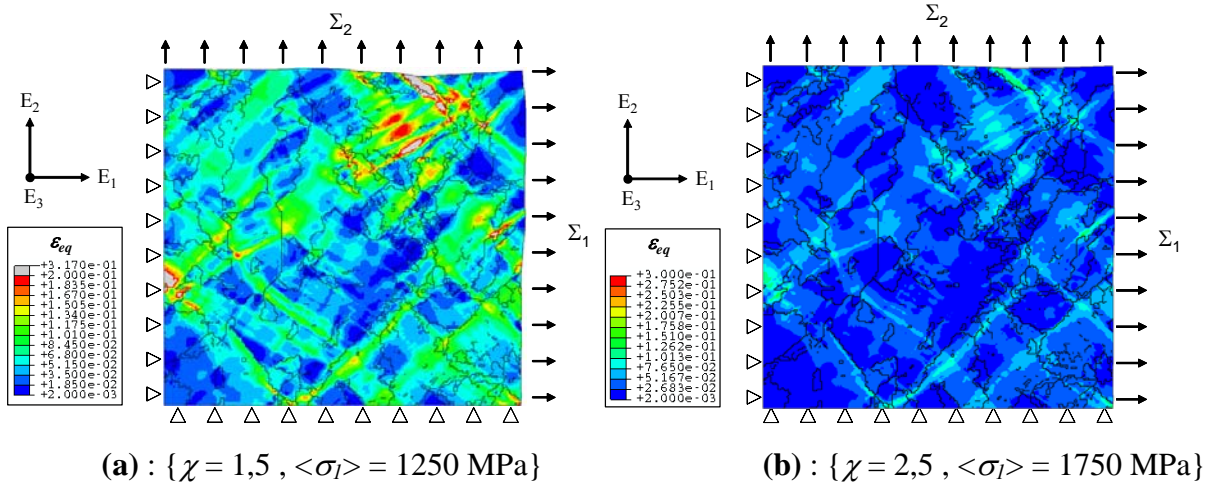 Σ2
E2
E1
E3
εeq
+3.170e-01
+2.000e-01
+1.835e-01
+1.670e-01
+1.505e-01
+1.340e-01
+1.175e-01
+1.010e-01
+8.450e-02
+6.800e-02
+5.150e-02
+3.500e-02
+1.850e-02
+2.000e-03
Σ1
(a) : {χ = 1,5 , <σI> = 1250 MPa}
Σ2
E2
E1
E3
εeq
+3.000e-01
+2.752e-01
+2.503e-01
+2.255e-01
+2.007e-01
+1.758e-01
+1.510e-01
+1.262e-01
+1.013e-01
+7.650e-02
+5.167e-02
+2.683e-02
+2.000e-03
Σ1
(b) : {χ = 2,5 , <σI> = 1750 MPa}